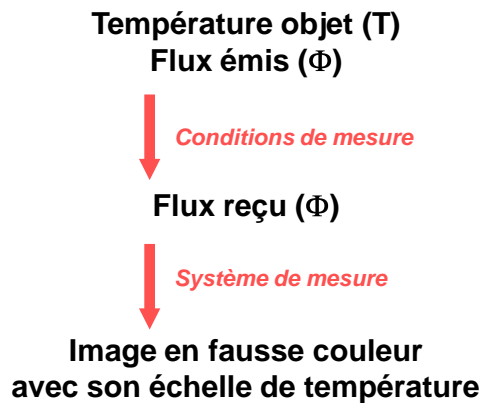 Température objet (T)
Flux émis (Φ)
Conditions de mesure
Flux reçu (Φ)
Système de mesure
Image en fausse couleur
avec son échelle de température